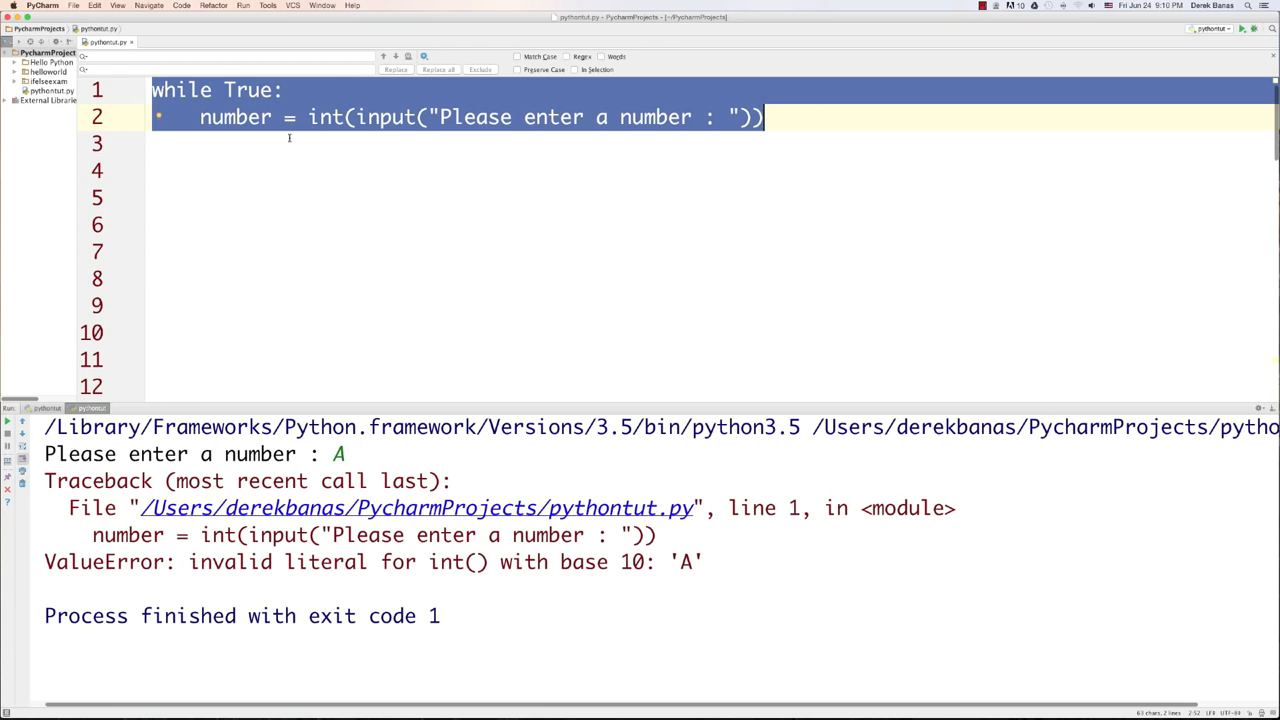 PyCharm File Edit View Navigate Code Refactor Run Tools VCS Window Help 10 Fri Jun 24 9:10 PM Derek Banas
pythontut.py - PycharmProjects - [~/PycharmProjects]
PycharmProjects pythontut.py pythontut
pythontut.py ×
PycharmProject
Hello Python
helloworld
ifelseexam
pythontut.py
External Librarie
Match Case Regex Words
Replace Replace all Exclude Preserve Case In Selection
1 while True:
2 number = int(input("Please enter a number : "))
3
4
5
6
7
8
9
10
11
12
Run: pythontut pythontut
/Library/Frameworks/Python.framework/Versions/3.5/bin/python3.5 /Users/derekbanas/PycharmProjects/pytho
Please enter a number : A
Traceback (most recent call last):
File "/Users/derekbanas/PycharmProjects/pythontut.py", line 1, in <module>
number = int(input("Please enter a number : "))
ValueError: invalid literal for int() with base 10: 'A'
Process finished with exit code 1
63 chars, 2 lines 2:52 LF÷ UTF-8÷